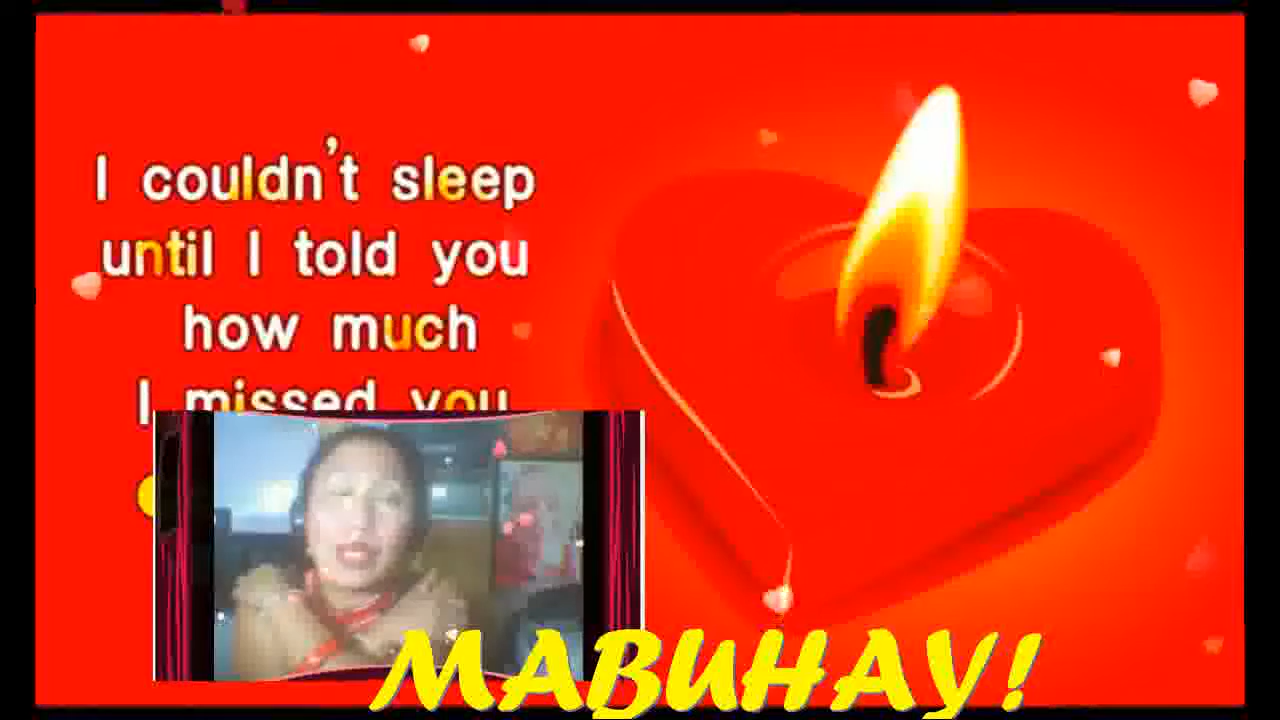 I couldn't sleep
until I told you
how much
I missed you
MABUHAY!